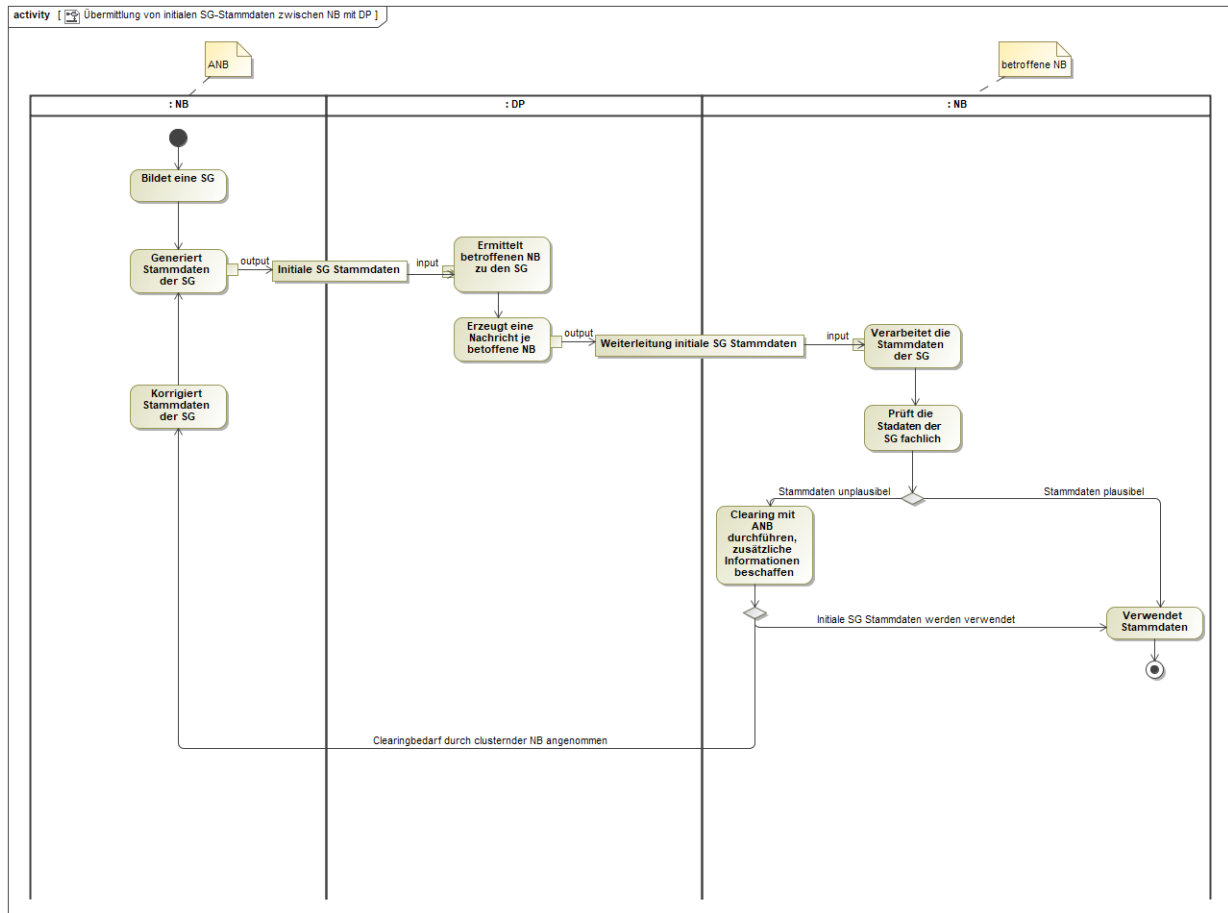 activity [ Übermittlung von initialen SG-Stammdaten zwischen NB mit DP ]
ANB
betroffene NB
: NB
: DP
: NB
Bildet eine SG
Generiert
Stammdaten
der SG
output
Initiale SG Stammdaten
input
Ermittelt
betroffenen NB
zu den SG
Erzeugt eine
Nachricht je
betoffene NB
output
Weiterleitung initiale SG Stammdaten
input
Verarbeitet die
Stammdaten
der SG
Korrigiert
Stammdaten
der SG
Prüft die
Stadaten der
SG fachlich
Stammdaten unplausibel
Stammdaten plausibel
Clearing mit
ANB
durchführen,
zusätzliche
Informationen
beschaffen
Initiale SG Stammdaten werden verwendet
Verwendet
Stammdaten
Clearingbedarf durch clusternder NB angenommen